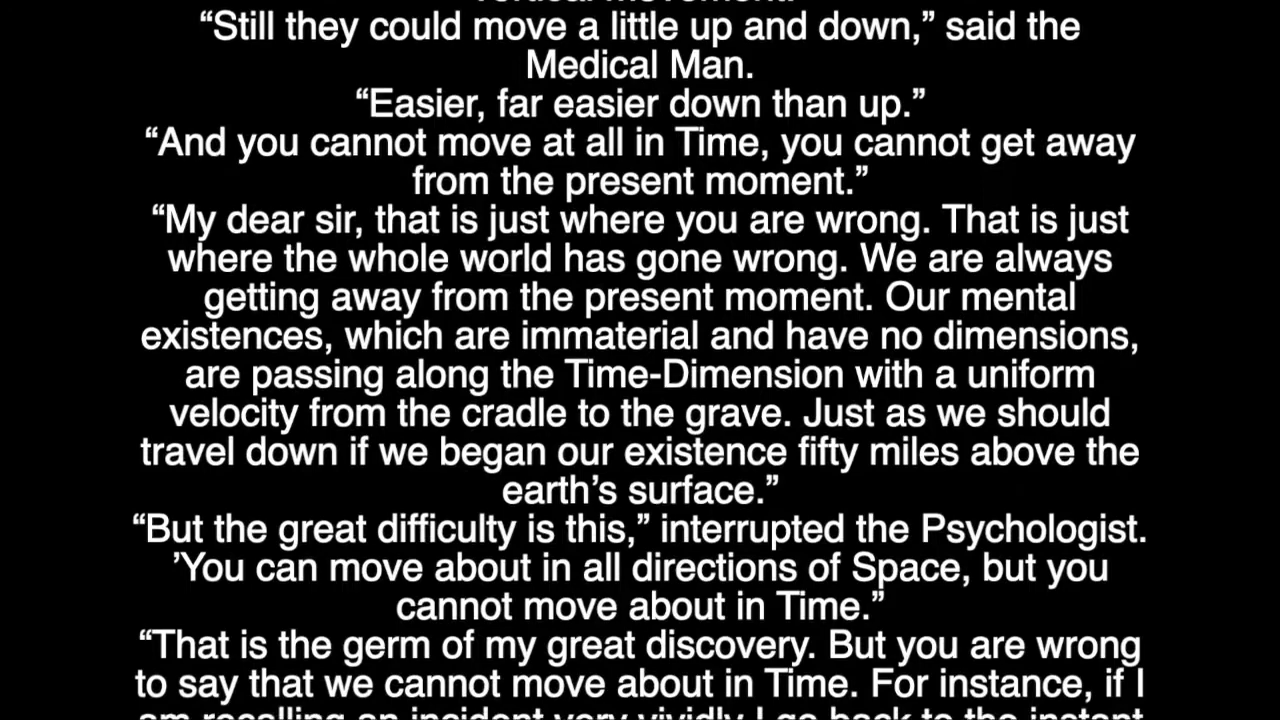 “Still they could move a little up and down,” said the
Medical Man.
“Easier, far easier down than up.”
“And you cannot move at all in Time, you cannot get away
from the present moment.”
“My dear sir, that is just where you are wrong. That is just
where the whole world has gone wrong. We are always
getting away from the present moment. Our mental
existences, which are immaterial and have no dimensions,
are passing along the Time-Dimension with a uniform
velocity from the cradle to the grave. Just as we should
travel down if we began our existence fifty miles above the
earth’s surface.”
“But the great difficulty is this,” interrupted the Psychologist.
’You can move about in all directions of Space, but you
cannot move about in Time.”
“That is the germ of my great discovery. But you are wrong
to say that we cannot move about in Time. For instance, if I
am recalling an incident very vividly I go back to the instant